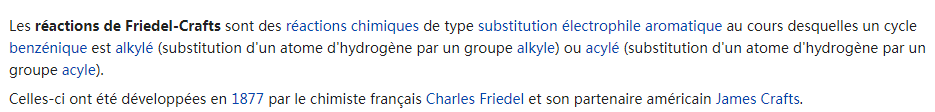 Les réactions de Friedel-Crafts sont des réactions chimiques de type substitution électrophile aromatique au cours desquelles un cycle
benzénique est alkylé (substitution d'un atome d'hydrogène par un groupe alkyle) ou acylé (substitution d'un atome d'hydrogène par un
groupe acyle).
Celles-ci ont été développées en 1877 par le chimiste français Charles Friedel et son partenaire américain James Crafts.